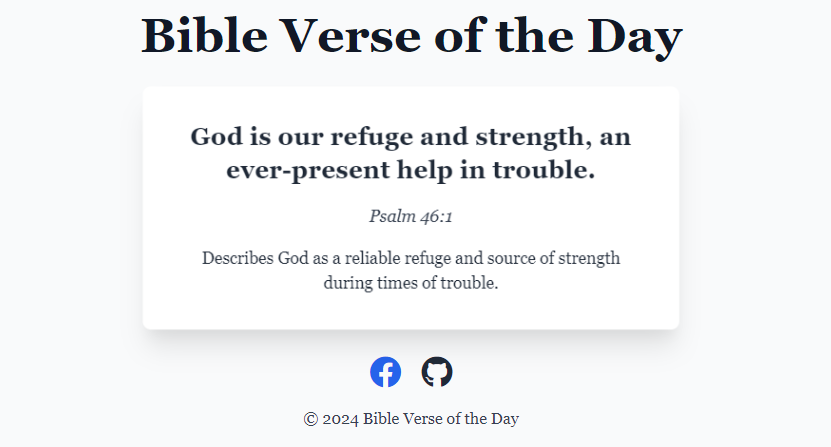 Bible Verse of the Day
God is our refuge and strength, an
ever-present help in trouble.
Psalm 46:1
Describes God as a reliable refuge and source of strength
during times of trouble.
© 2024 Bible Verse of the Day